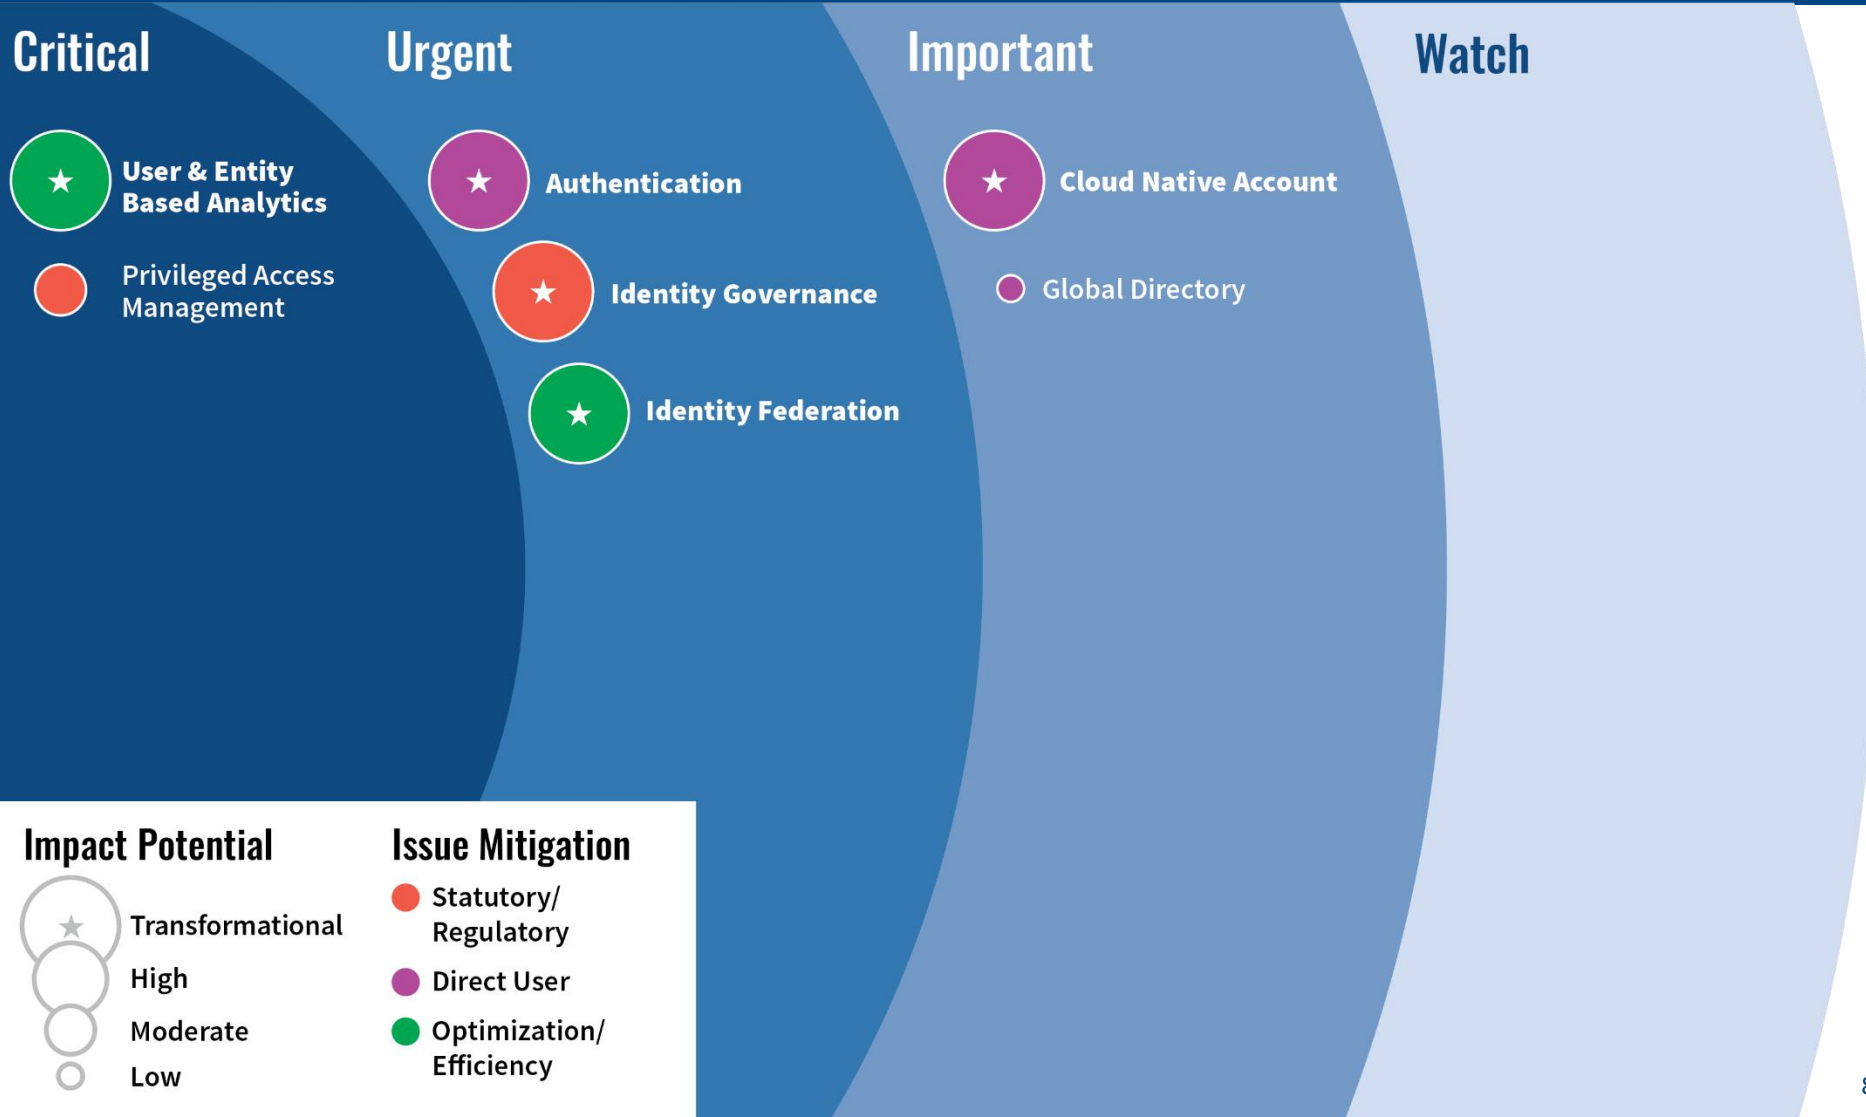 Critical
Urgent
Important
Watch
User & Entity
Based Analytics
Privileged Access
Management
Authentication
Identity Governance
Identity Federation
Cloud Native Account
Global Directory
Impact Potential
Transformational
High
Moderate
Low
Issue Mitigation
Statutory/
Regulatory
Direct User
Optimization/
Efficiency